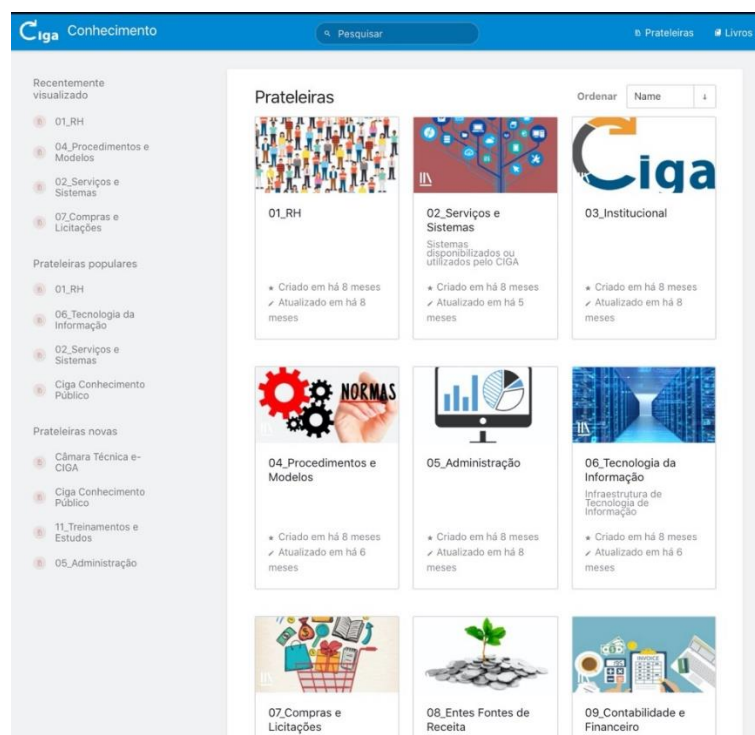 Ciga Conhecimento
Pesquisar
Prateleiras
Livros
Recentemente
visualizado
01_RH
04_Procedimentos e
Modelos
02_Serviços e
Sistemas
07_Compras e
Licitações
Prateleiras populares
01_RH
06_Tecnologia da
Informação
02_Serviços e
Sistemas
Ciga Conhecimento
Público
Prateleiras novas
Câmara Técnica e-
CIGA
Ciga Conhecimento
Público
11_Treinamentos e
Estudos
05_Administração
Prateleiras
Ordenar
Name
01_RH
Criado em há 8 meses
Atualizado em há 8
meses
02_Serviços e
Sistemas
Sistemas
disponibilizados ou
utilizados pelo CIGA
Criado em há 8 meses
Atualizado em há 5
meses
Ciga
03_Institucional
Criado em há 8 meses
Atualizado em há 8
meses
NORMAS
04_Procedimentos e
Modelos
Criado em há 8 meses
Atualizado em há 6
meses
05_Administração
Criado em há 8 meses
Atualizado em há 8
meses
06_Tecnologia da
Informação
Infraestrutura de
Tecnologia de
Informação
Criado em há 8 meses
Atualizado em há 6
meses
07_Compras e
Licitações
08_Entes Fontes de
Receita
INVOICE
09_Contabilidade e
Financeiro